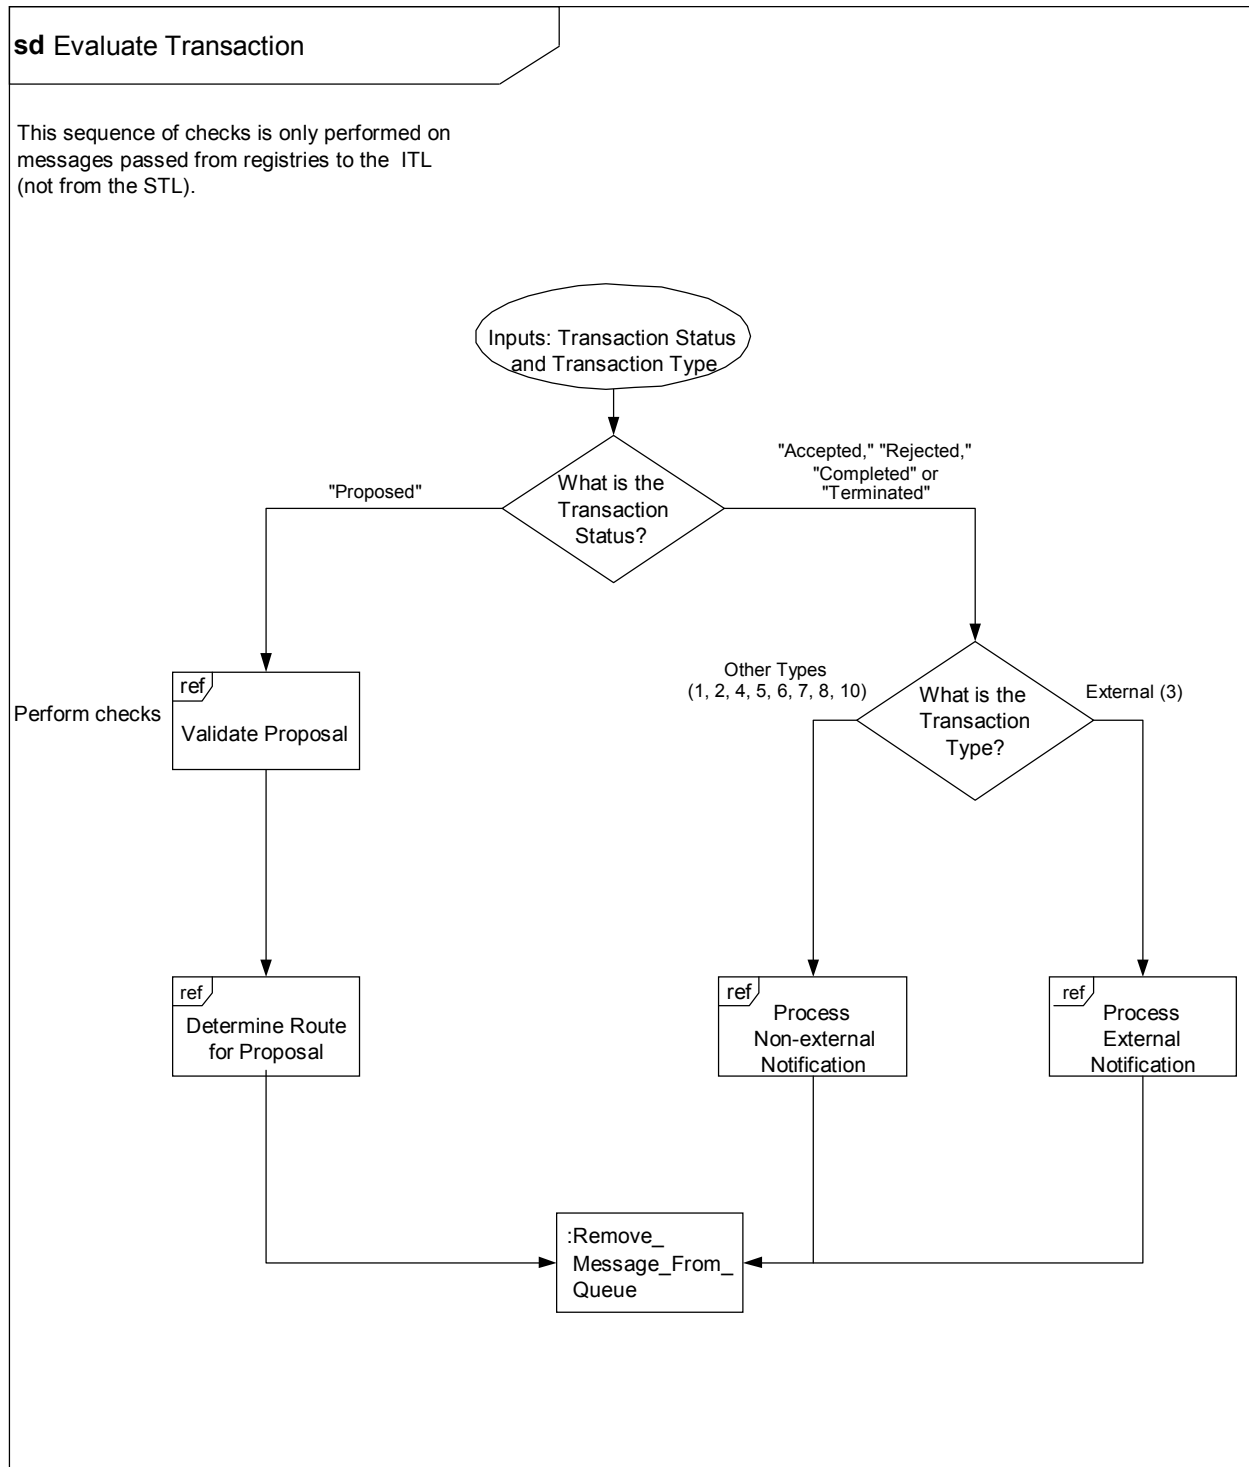 sd Evaluate Transaction
This sequence of checks is only performed on
messages passed from registries to the ITL
(not from the STL).
Inputs: Transaction Status
and Transaction Type
What is the
Transaction
Status?
"Proposed"
"Accepted," "Rejected,"
"Completed" or
"Terminated"
ref
Validate Proposal
Perform checks
Other Types
(1, 2, 4, 5, 6, 7, 8, 10)
What is the
Transaction
Type?
External (3)
ref
Determine Route
for Proposal
ref
Process
Non-external
Notification
ref
Process
External
Notification
:Remove_
Message_From_
Queue